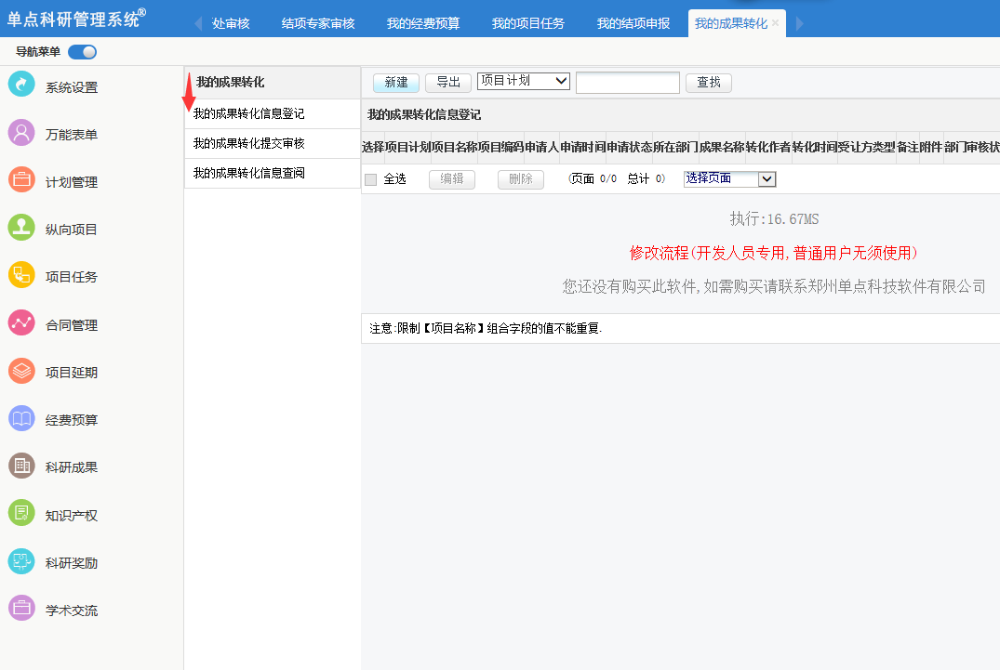 单点科研管理系统®
处审核 结项专家审核 我的经费预算 我的项目任务 我的结项申报 我的成果转化 ×
导航菜单
系统设置
万能表单
计划管理
纵向项目
项目任务
合同管理
项目延期
经费预算
科研成果
知识产权
科研奖励
学术交流
我的成果转化
我的成果转化信息登记
我的成果转化提交审核
我的成果转化信息查阅
新建 导出 项目计划 查找
我的成果转化信息登记
选择 项目计划 项目名称 项目编码 申请人 申请时间 申请状态 所在部门 成果名称 转化作者 转化时间 受让方类型 备注 附件 部门审核状
全选 编辑 删除 (页面 0/0 总计 0) 选择页面
执行:16.67MS
修改流程(开发人员专用,普通用户无须使用)
您还没有购买此软件,如需购买请联系郑州单点科技软件有限公司
注意:限制【项目名称】组合字段的值不能重复.